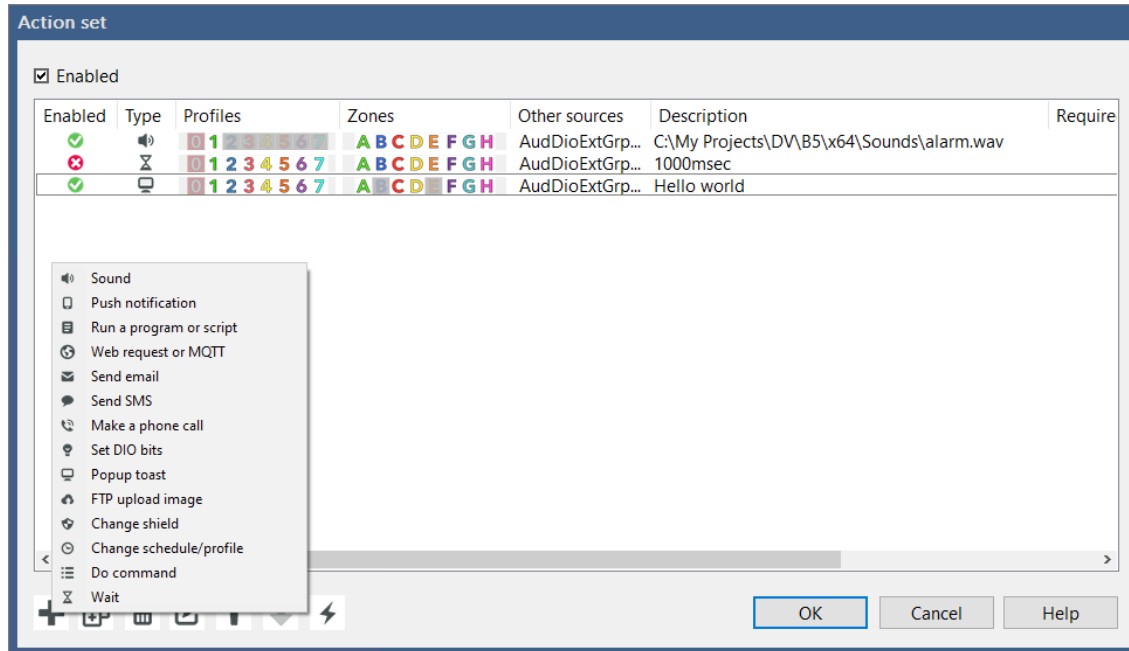 Action set
Enabled
Enabled Type Profiles Zones Other sources Description Require
0 1 2 3 4 5 6 7 A B C D E F G H AudDioExtGrp... C:\My Projects\DV\B5\x64\Sounds\alarm.wav
0 1 2 3 4 5 6 7 A B C D E F G H AudDioExtGrp... 1000msec
0 1 2 3 4 5 6 7 A B C D E F G H AudDioExtGrp... Hello world
Sound
Push notification
Run a program or script
Web request or MQTT
Send email
Send SMS
Make a phone call
Set DIO bits
Popup toast
FTP upload image
Change shield
Change schedule/profile
Do command
Wait
OK Cancel Help